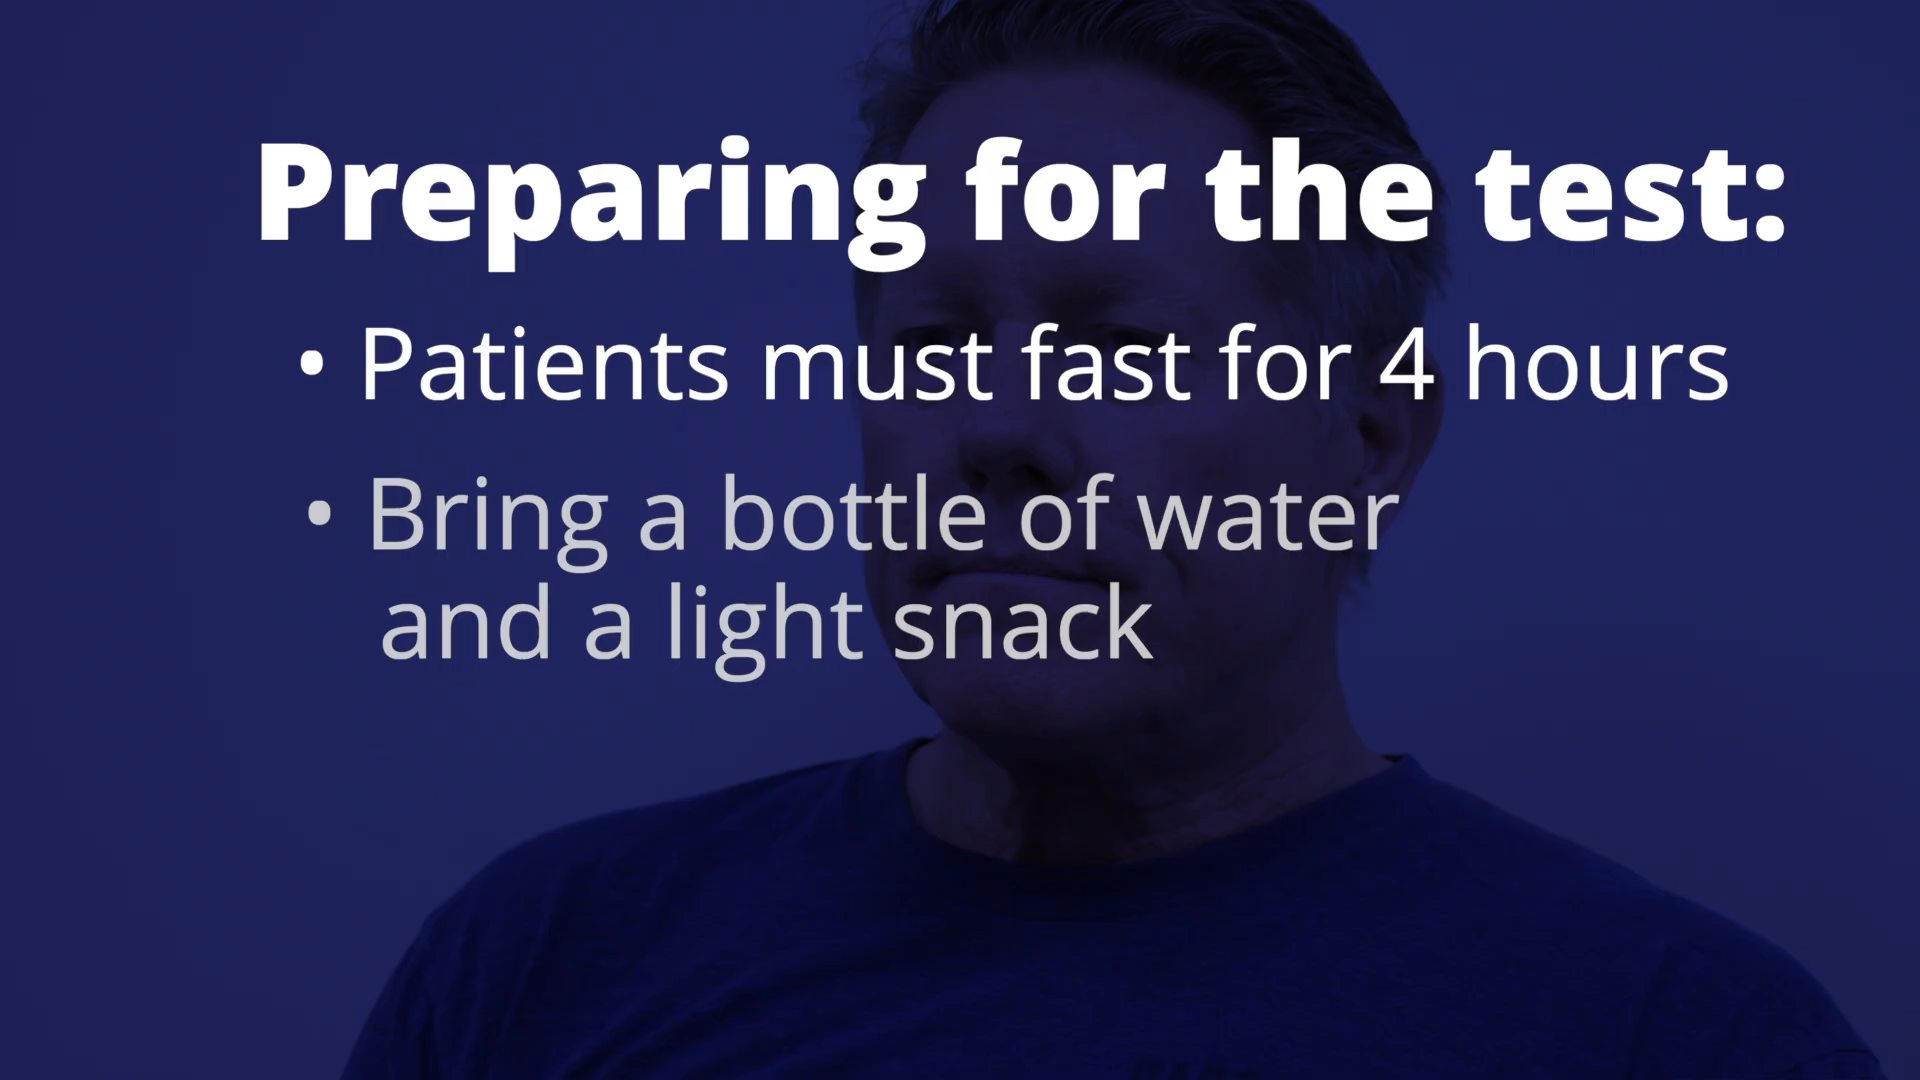 Preparing for the test:
• Patients must fast for 4 hours
• Bring a bottle of water
and a light snack